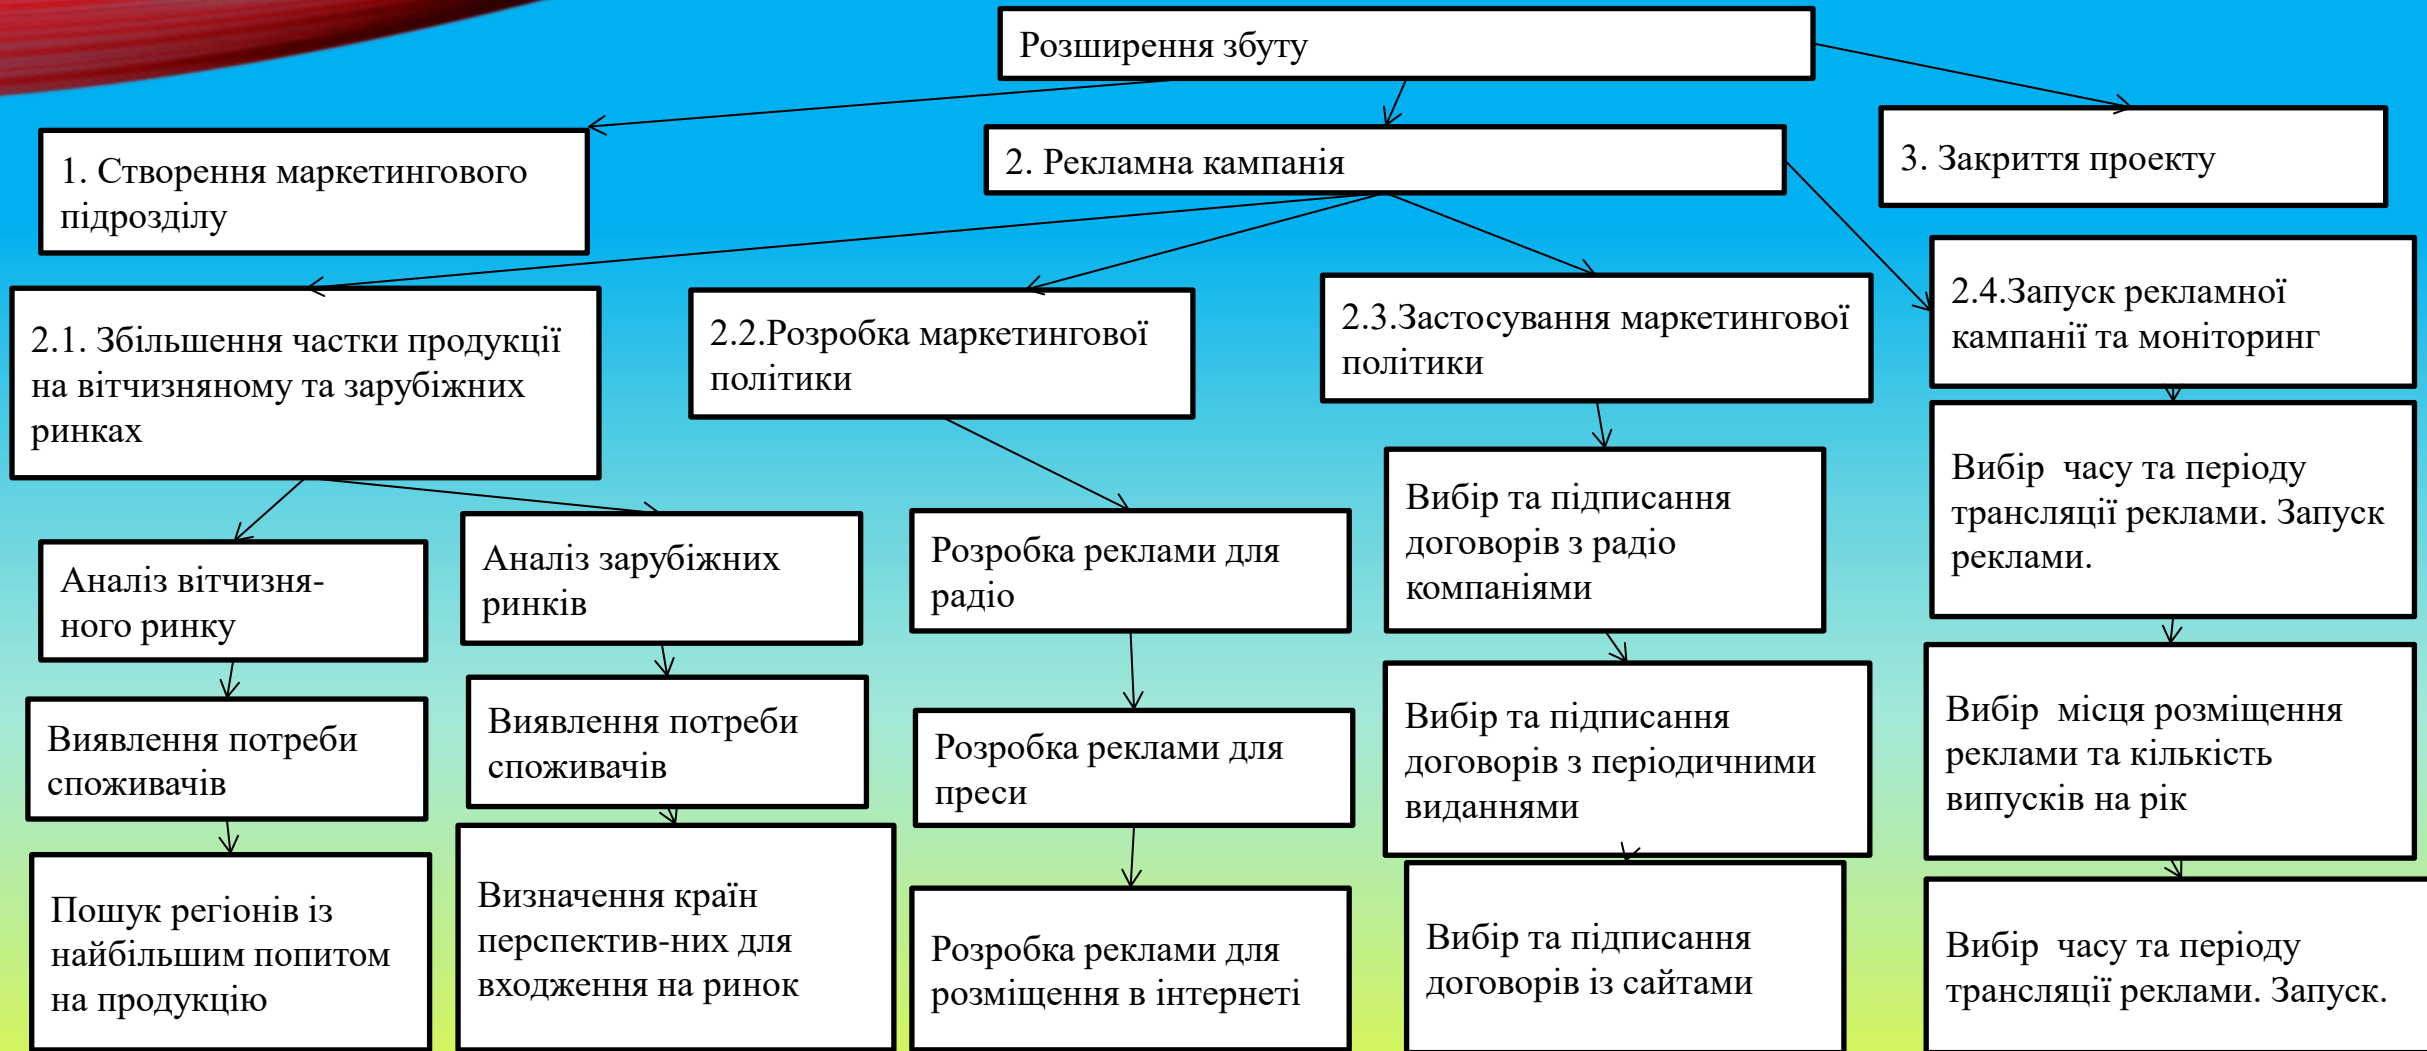 Розширення збуту
1. Створення маркетингового
підрозділу
2. Рекламна кампанія
3. Закриття проекту
2.1. Збільшення частки продукції
на вітчизняному та зарубіжних
ринках
2.2.Розробка маркетингової
політики
2.3.Застосування маркетингової
політики
2.4.Запуск рекламної
кампанії та моніторинг
Аналіз вітчизня-
ного ринку
Виявлення потреби
споживачів
Пошук регіонів із
найбільшим попитом
на продукцію
Аналіз зарубіжних
ринків
Виявлення потреби
споживачів
Визначення країн
перспектив-них для
входження на ринок
Розробка реклами для
радіо
Розробка реклами для
преси
Розробка реклами для
розміщення в інтернеті
Вибір та підписання
договорів з радіо
компаніями
Вибір та підписання
договорів з періодичними
виданнями
Вибір та підписання
договорів із сайтами
Вибір  часу та періоду
трансляції реклами. Запуск
реклами.
Вибір  місця розміщення
реклами та кількість
випусків на рік
Вибір  часу та періоду
трансляції реклами. Запуск.